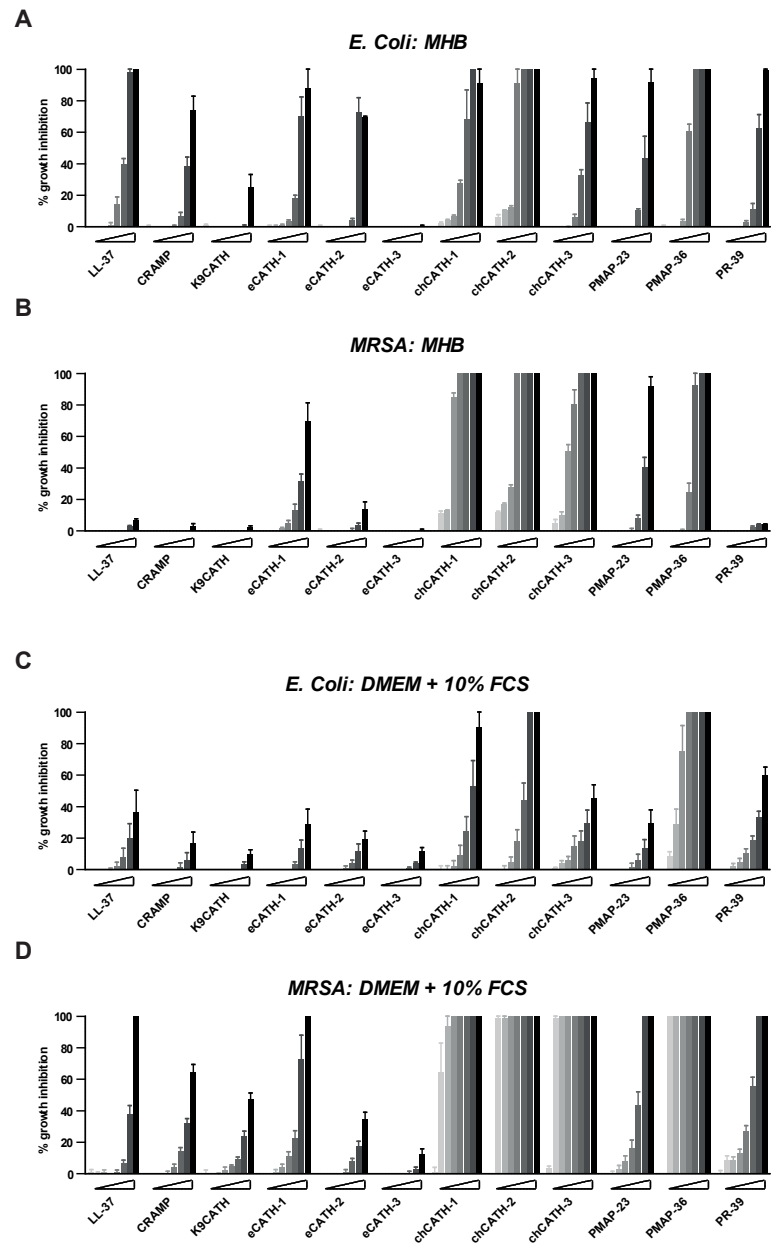 A
E. Coli: MHB
% growth inhibition
100
80
60
40
20
0
LL-37
CRAMP
K9CATH
eCATH-1
eCATH-2
eCATH-3
chCATH-1
chCATH-2
chCATH-3
PMAP-23
PMAP-36
PR-39
B
MRSA: MHB
% growth inhibition
100
80
60
40
20
0
LL-37
CRAMP
K9CATH
eCATH-1
eCATH-2
eCATH-3
chCATH-1
chCATH-2
chCATH-3
PMAP-23
PMAP-36
PR-39
C
E. Coli: DMEM + 10% FCS
% growth inhibition
100
80
60
40
20
0
LL-37
CRAMP
K9CATH
eCATH-1
eCATH-2
eCATH-3
chCATH-1
chCATH-2
chCATH-3
PMAP-23
PMAP-36
PR-39
D
MRSA: DMEM + 10% FCS
% growth inhibition
100
80
60
40
20
0
LL-37
CRAMP
K9CATH
eCATH-1
eCATH-2
eCATH-3
chCATH-1
chCATH-2
chCATH-3
PMAP-23
PMAP-36
PR-39